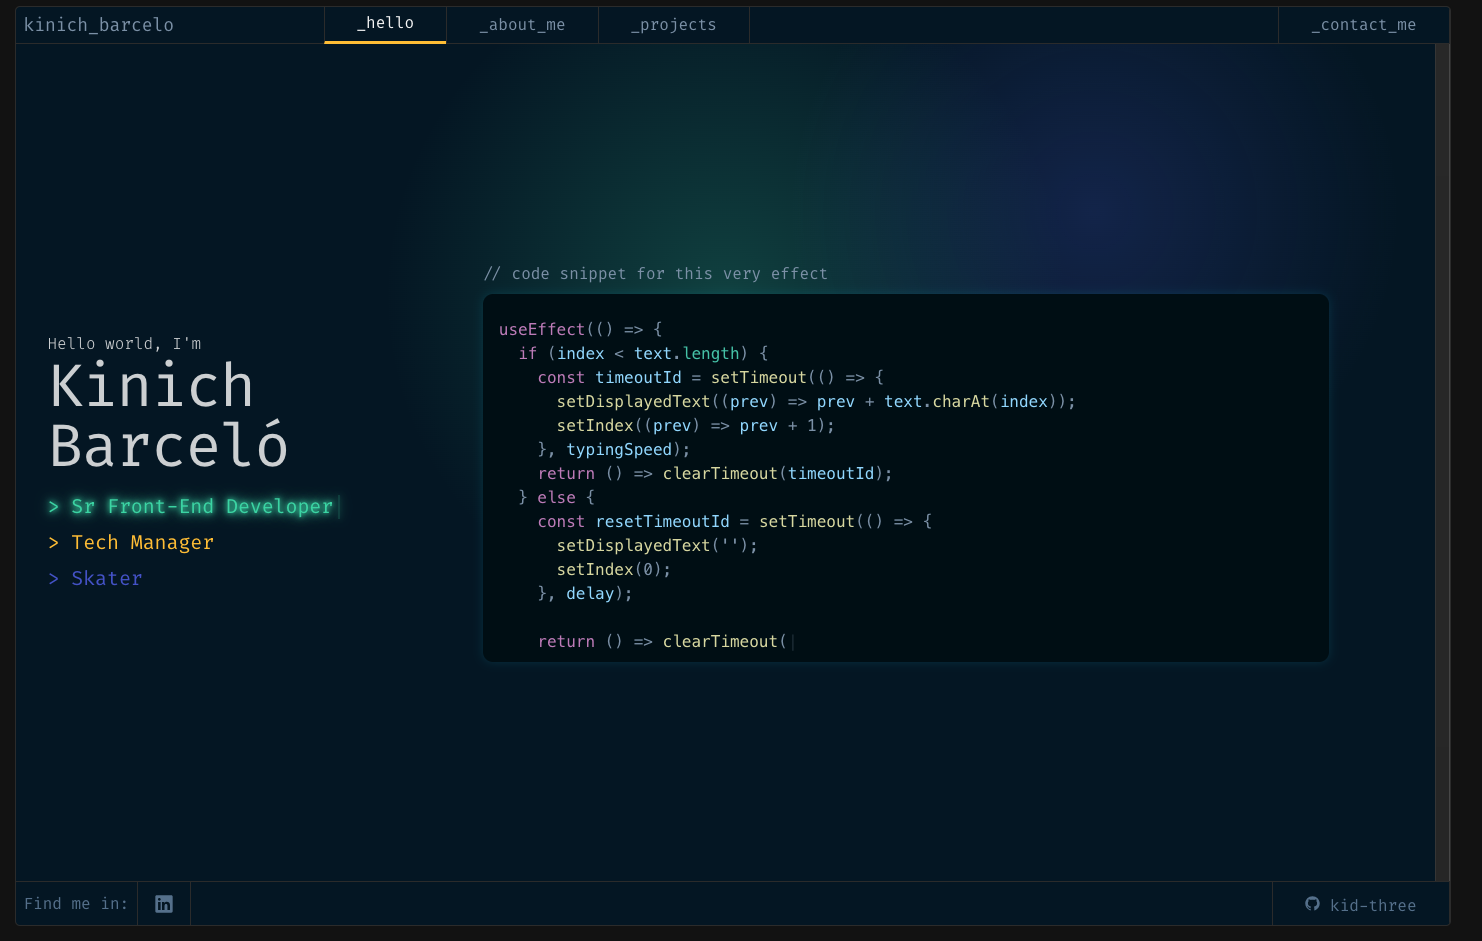 kinich_barcelo
_hello
_about_me
_projects
_contact_me
Hello world, I'm
Kinich
Barceló
> Sr Front-End Developer
> Tech Manager
> Skater
// code snippet for this very effect
useEffect(() => {
  if (index < text.length) {
    const timeoutId = setTimeout(() => {
      setDisplayedText((prev) => prev + text.charAt(index));
      setIndex((prev) => prev + 1);
    }, typingSpeed);
    return () => clearTimeout(timeoutId);
  } else {
    const resetTimeoutId = setTimeout(() => {
      setDisplayedText('');
      setIndex(0);
    }, delay);

    return () => clearTimeout(
Find me in:
in
kid-three